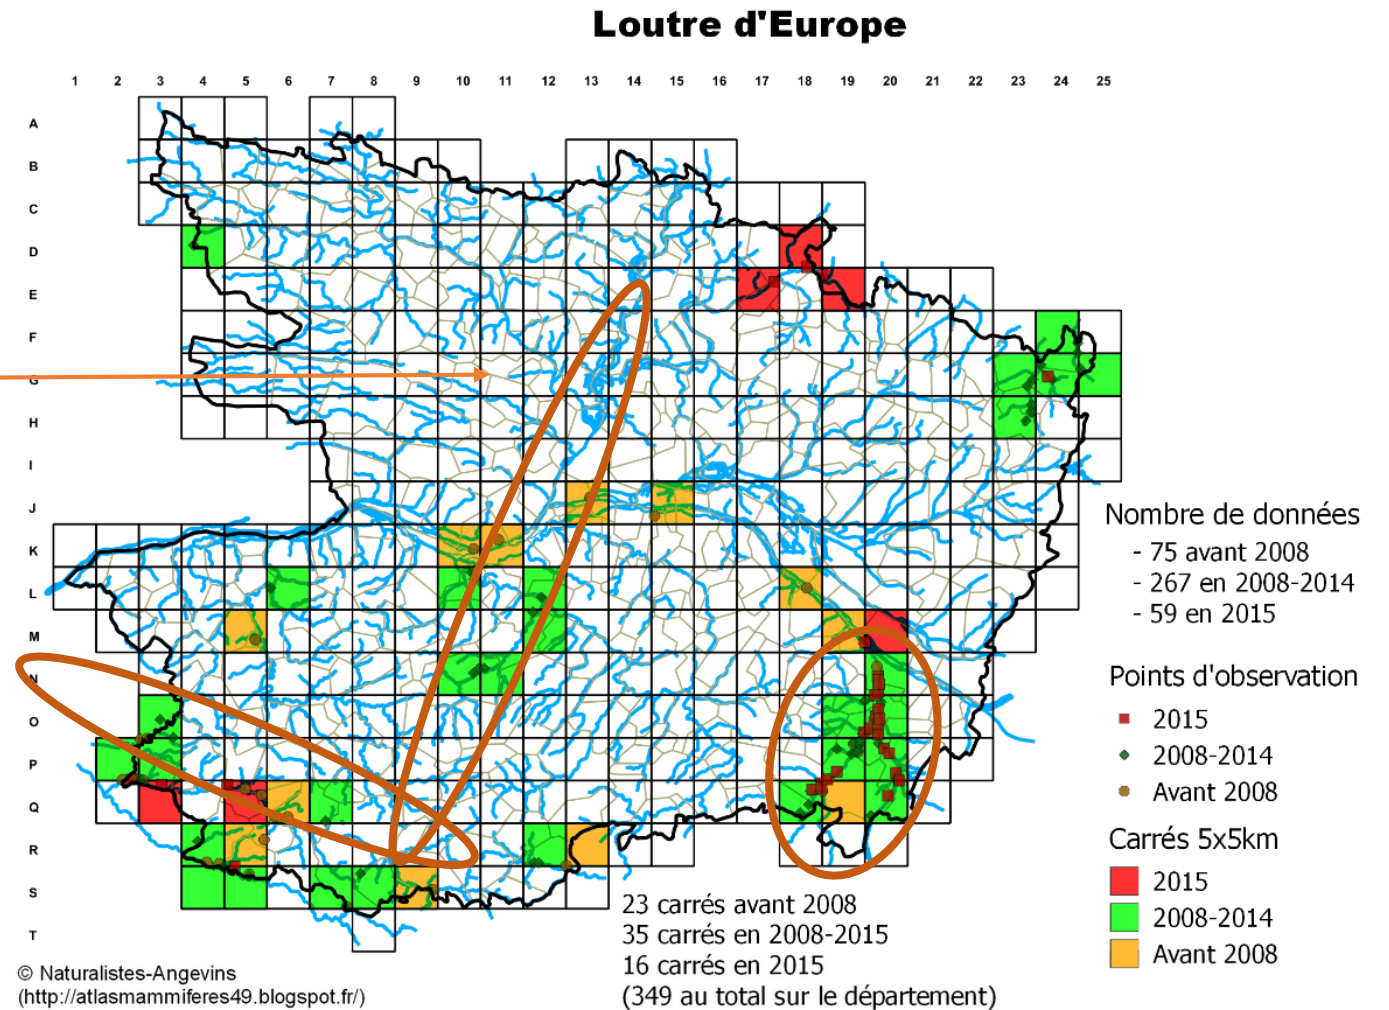 Loutre d'Europe
1 2 3 4 5 6 7 8 9 10 11 12 13 14 15 16 17 18 19 20 21 22 23 24 25
A
B
C
D
E
F
G
H
I
J
K
L
M
N
O
P
Q
R
S
T
Nombre de données
- 75 avant 2008
- 267 en 2008-2014
- 59 en 2015
Points d'observation
2015
2008-2014
Avant 2008
Carrés 5x5km
2015
2008-2014
Avant 2008
23 carrés avant 2008
35 carrés en 2008-2015
16 carrés en 2015
(349 au total sur le département)
© Naturalistes-Angevins
(http://atlasmammiferes49.blogspot.fr/)